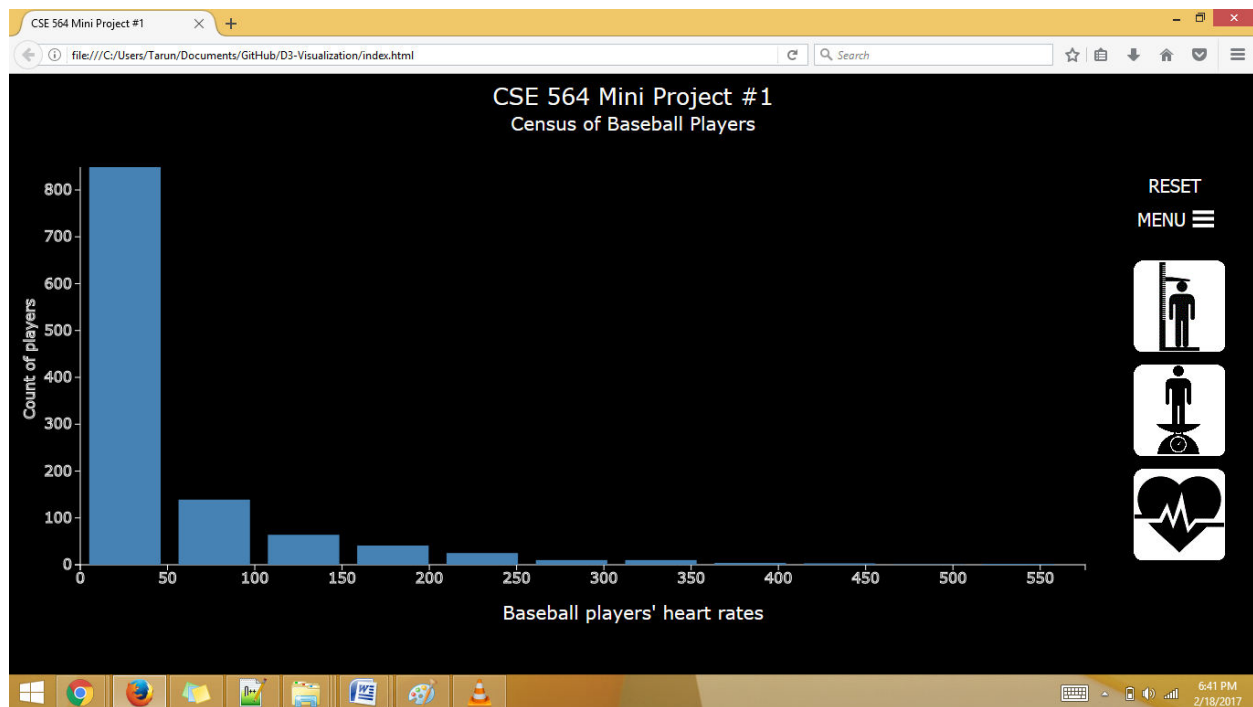 CSE 564 Mini Project #1
file:///C:/Users/Tarun/Documents/GitHub/D3-Visualization/index.html
Search
CSE 564 Mini Project #1
Census of Baseball Players
RESET
MENU
Count of players
800
700
600
500
400
300
200
100
0
0 50 100 150 200 250 300 350 400 450 500 550
Baseball players' heart rates
6:41 PM
2/18/2017